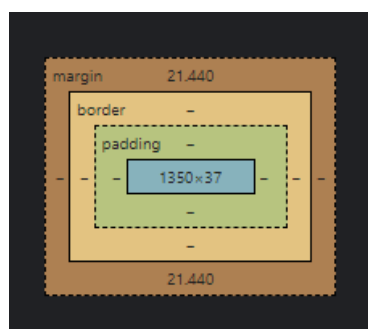 margin 21.440
border –
padding –
– – – 1350×37 – – –
–
–
21.440